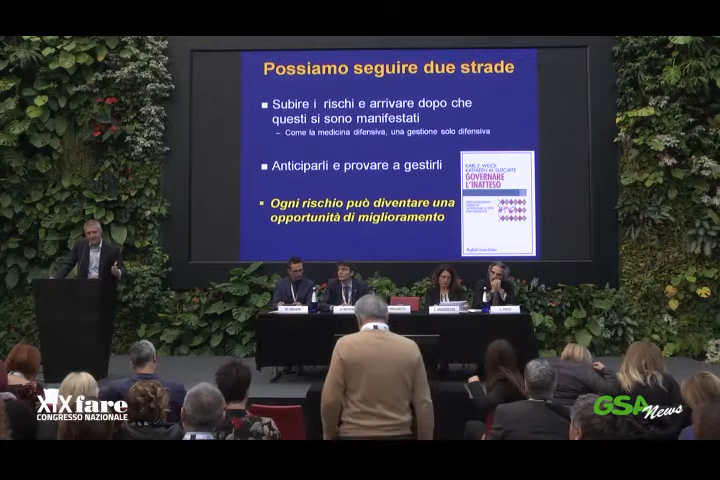 Possiamo seguire due strade
Subire i rischi e arrivare dopo che
questi si sono manifestati
– Come la medicina difensiva, una gestione solo difensiva
Anticiparli e provare a gestirli
Ogni rischio può diventare una
opportunità di miglioramento
KARL E. WEICK
KATHLEEN M. SUTCLIFFE
GOVERNARE
L'INATTESO
XIX fare
CONGRESSO NAZIONALE
GSA News